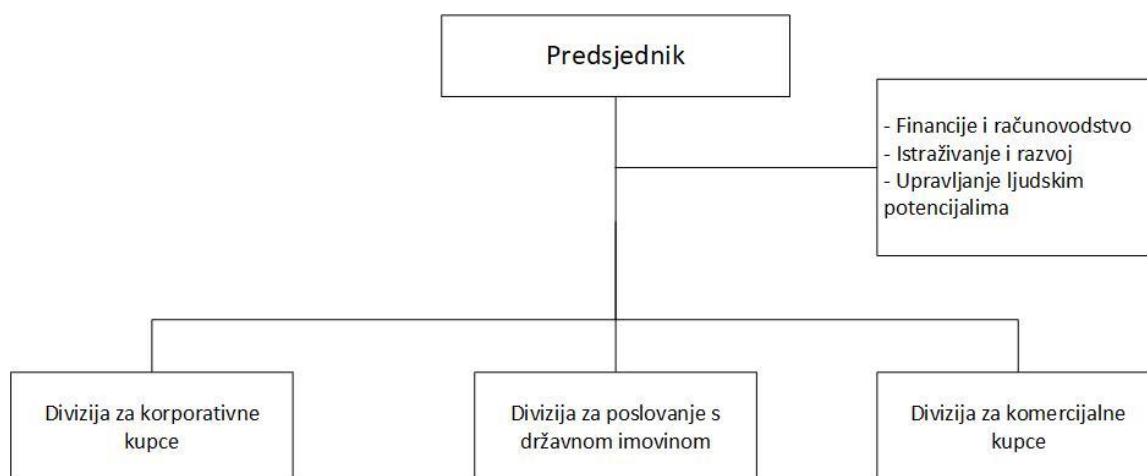 Predsjednik
- Financije i računovodstvo
- Istraživanje i razvoj
- Upravljanje ljudskim
potencijalima
Divizija za korporativne
kupce
Divizija za poslovanje s
državnom imovinom
Divizija za komercijalne
kupce